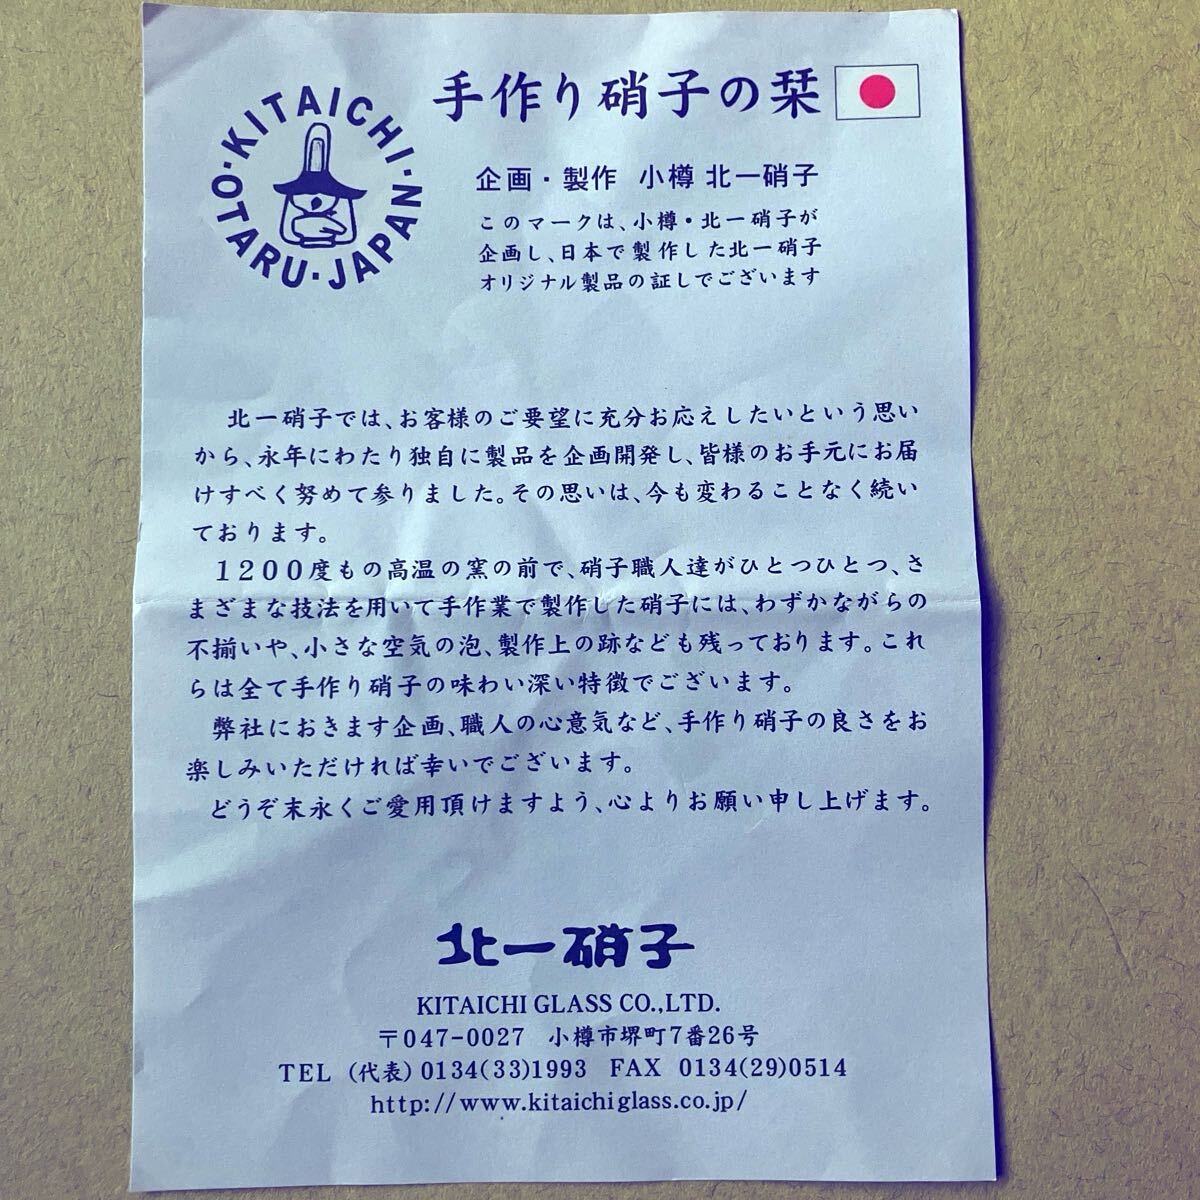 手作り硝子の栞
KITAICHI・OTARU・JAPAN・
企画・製作 小樽 北一硝子
このマークは、小樽・北一硝子が
企画し、日本で製作した北一硝子
オリジナル製品の証しでございます
北一硝子では、お客様のご要望に充分お応えしたいという思い
から、永年にわたり独自に製品を企画開発し、皆様のお手元にお届
けすべく努めて参りました。その思いは、今も変わることなく続い
ております。
1200度もの高温の窯の前で、硝子職人達がひとつひとつ、さ
まざまな技法を用いて手作業で製作した硝子には、わずかながらの
不揃いや、小さな空気の泡、製作上の跡なども残っております。これ
らは全て手作り硝子の味わい深い特徴でございます。
弊社におきます企画、職人の心意気など、手作り硝子の良さをお
楽しみいただければ幸いでございます。
どうぞ末永くご愛用頂けますよう、心よりお願い申し上げます。
北一硝子
KITAICHI GLASS CO.,LTD.
〒047-0027 小樽市堺町7番26号
TEL (代表) 0134(33)1993 FAX 0134(29)0514
http://www.kitaichiglass.co.jp/